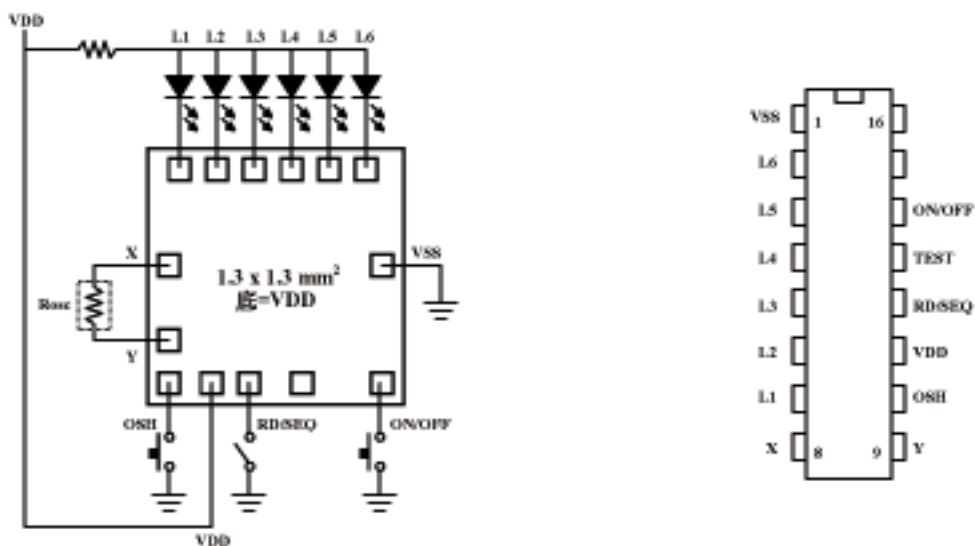 VDD
L1 L2 L3 L4 L5 L6
X
VSS
1.3 x 1.3 mm²
底=VDD
Rosc
Y
OSH
RD/SEQ
ON/OFF
VDD
VSS 1 16
L6
L5 ON/OFF
L4 TEST
L3 RD/SEQ
L2 VDD
L1 OSH
X 8 9 Y